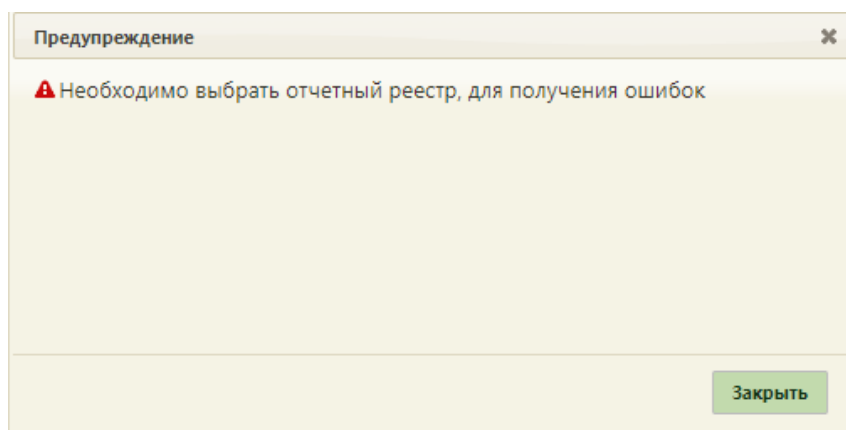 Предупреждение
Необходимо выбрать отчетный реестр, для получения ошибок
Закрыть